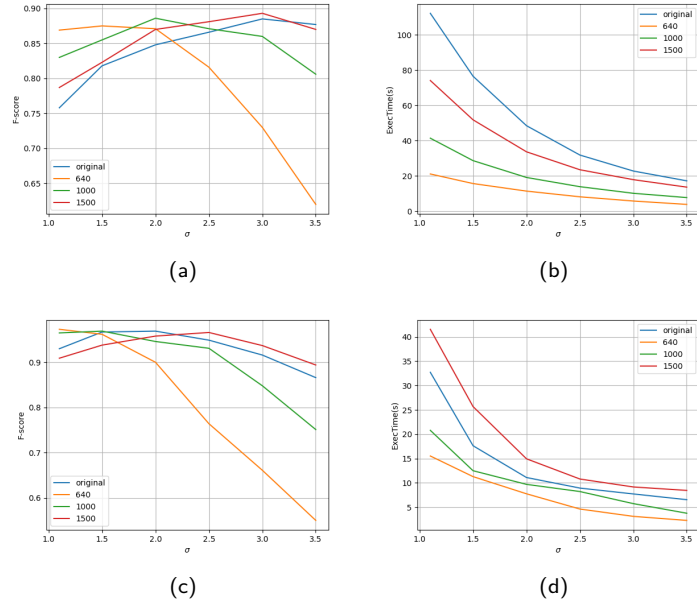 0.90
0.85
0.80
0.75
0.70
0.65
F-score
original
640
1000
1500
1.0 1.5 2.0 2.5 3.0 3.5
σ
(a)
100
80
60
40
20
0
ExecTime(s)
original
640
1000
1500
1.0 1.5 2.0 2.5 3.0 3.5
σ
(b)
0.9
0.8
0.7
0.6
F-score
original
640
1000
1500
1.0 1.5 2.0 2.5 3.0 3.5
σ
(c)
40
35
30
25
20
15
10
5
ExecTime(s)
original
640
1000
1500
1.0 1.5 2.0 2.5 3.0 3.5
σ
(d)